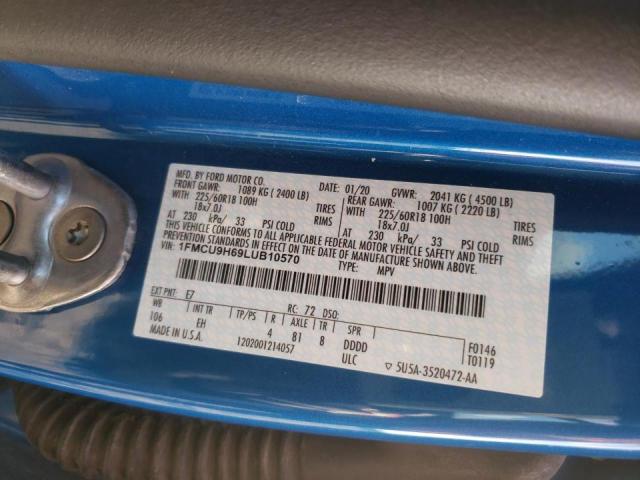 MFD. BY FORD MOTOR CO.
DATE: 01/20 GVWR: 2041 KG ( 4500 LB)
FRONT GAWR: 1089 KG ( 2400 LB) REAR GAWR: 1007 KG ( 2220 LB)
225/60R18 100H TIRES 225/60R18 100H TIRES
18x7.0J RIMS 18x7.0J RIMS
AT 230 kPa/ 33 PSI COLD AT 230 kPa/ 33 PSI COLD
THIS VEHICLE CONFORMS TO ALL APPLICABLE FEDERAL MOTOR VEHICLE SAFETY AND THEFT
PREVENTION STANDARDS IN EFFECT ON THE DATE OF MANUFACTURE SHOWN ABOVE.
VIN: 1FMCU9H69LUB10570
TYPE: MPV
EXT PNT: E7 RC: 72 DSO:
WB INT TR TP/PS R AXLE TR SPR
106 EH 4 81 8 DDDD F0146
MADE IN U.S.A. 1202001214057 ULC T0119
5U5A-3520472-AA